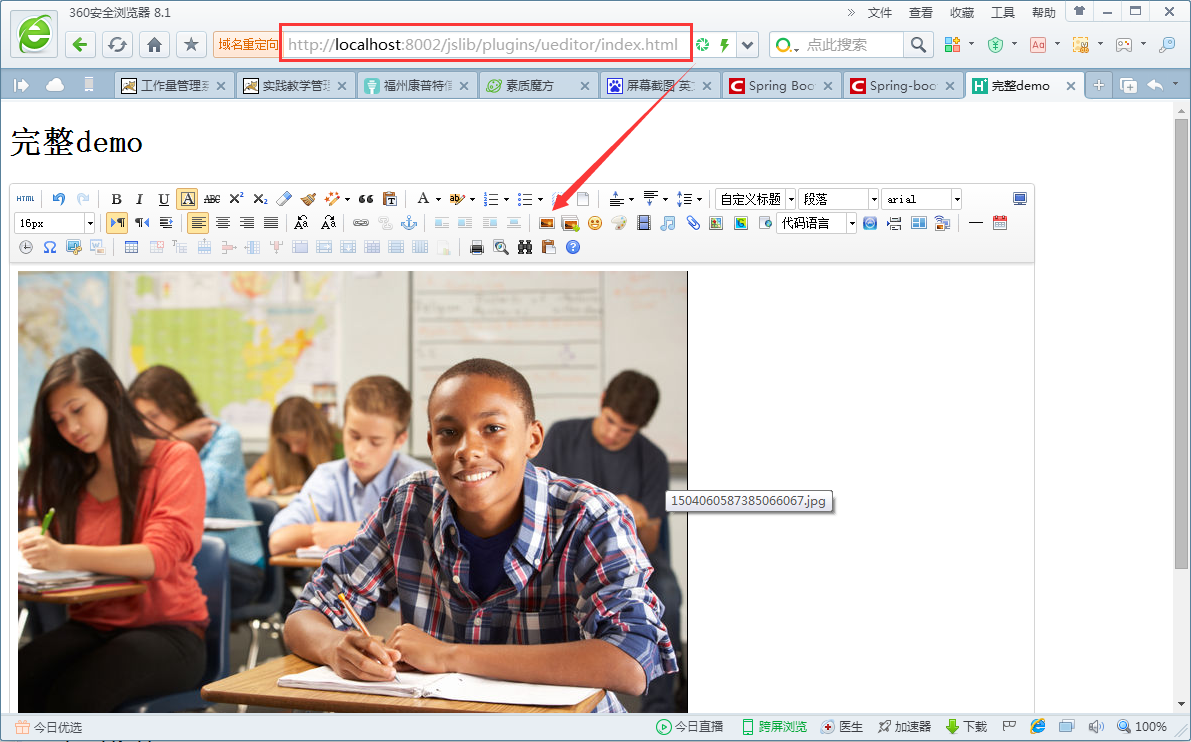 360安全浏览器 8.1
» 文件 查看 收藏 工具 帮助
域名重定向 http://localhost:8002/jslib/plugins/ueditor/index.html 点此搜索
工作量管理系 实践教学管理 福州康普特信 素质魔方 屏幕截图 英文 Spring Boo Spring-boo 完整demo
完整demo
HTML B I U A ABC X² X₂ A 自定义标题 段落 arial
16px 代码语言
1504060587385066067.jpg
今日优选 今日直播 跨屏浏览 医生 加速器 下载 100%